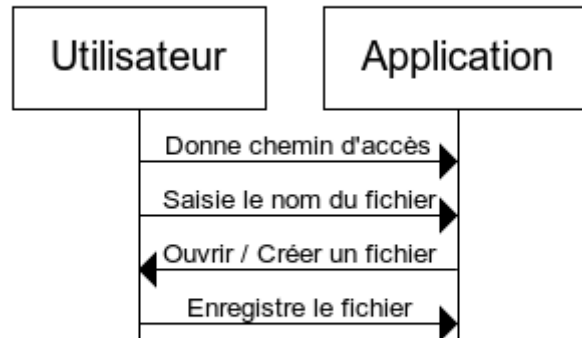 Utilisateur
Application
Donne chemin d'accès
Saisie le nom du fichier
Ouvrir / Créer un fichier
Enregistre le fichier